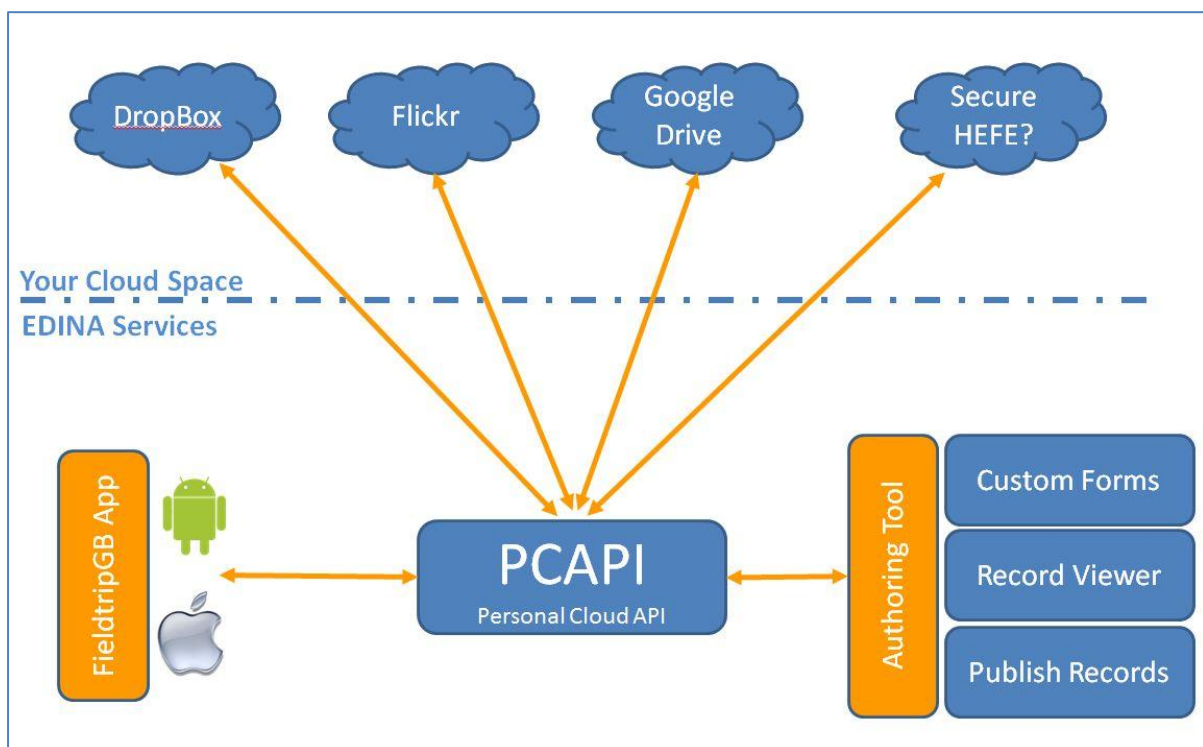 DropBox
Flickr
Google
Drive
Secure
HEFE?
Your Cloud Space
EDINA Services
FieldtripGB App
PCAPI
Personal Cloud API
Authoring Tool
Custom Forms
Record Viewer
Publish Records